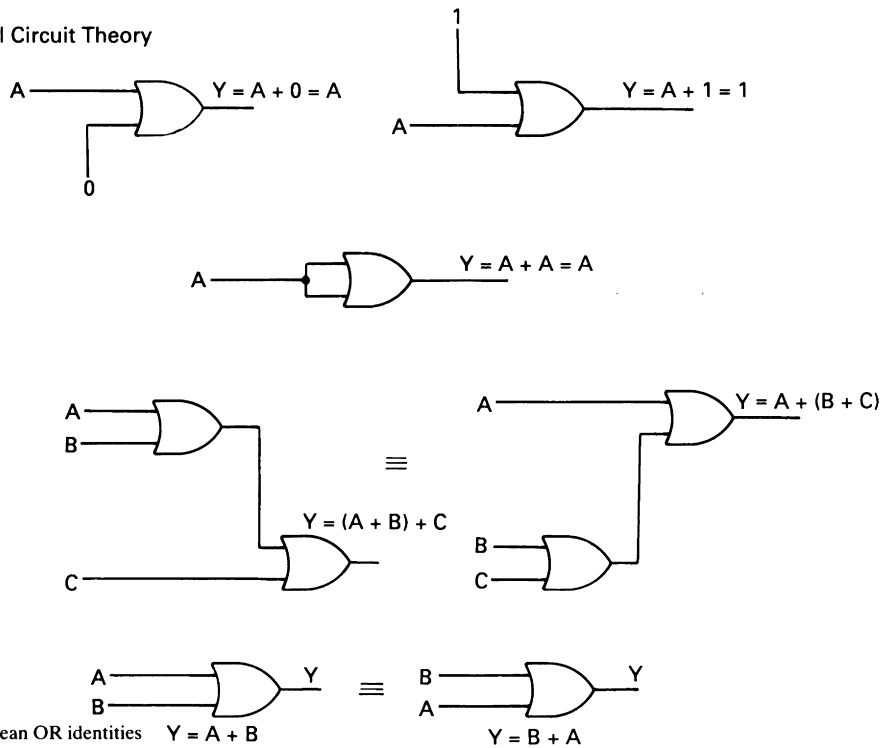 l Circuit Theory
1
A Y = A + 0 = A
0
A Y = A + 1 = 1
A Y = A + A = A
A
B
Y = (A + B) + C
C
≡
A Y = A + (B + C)
B
C
A Y
B
Y = A + B
≡
B Y
A
Y = B + A
ean OR identities